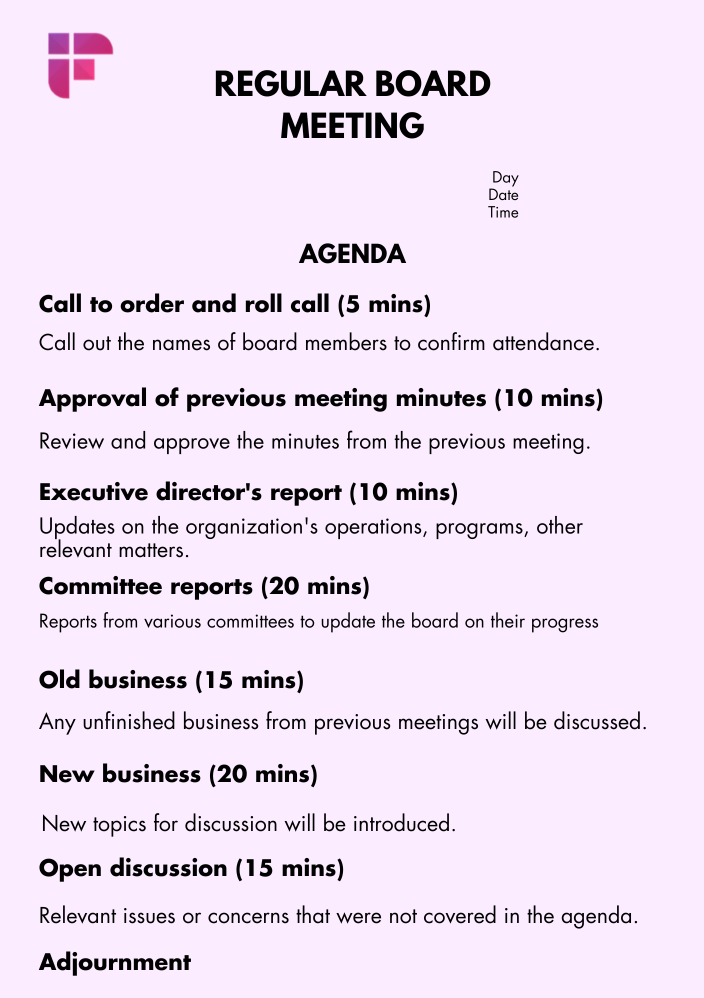 REGULAR BOARD
MEETING
Day
Date
Time
AGENDA
Call to order and roll call (5 mins)
Call out the names of board members to confirm attendance.
Approval of previous meeting minutes (10 mins)
Review and approve the minutes from the previous meeting.
Executive director's report (10 mins)
Updates on the organization's operations, programs, other
relevant matters.
Committee reports (20 mins)
Reports from various committees to update the board on their progress
Old business (15 mins)
Any unfinished business from previous meetings will be discussed.
New business (20 mins)
New topics for discussion will be introduced.
Open discussion (15 mins)
Relevant issues or concerns that were not covered in the agenda.
Adjournment